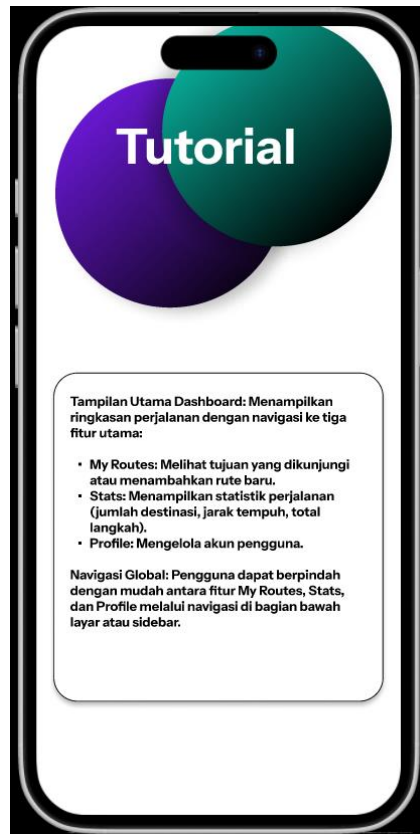 Tutorial
Tampilan Utama Dashboard: Menampilkan
ringkasan perjalanan dengan navigasi ke tiga
fitur utama:
• My Routes: Melihat tujuan yang dikunjungi
atau menambahkan rute baru.
• Stats: Menampilkan statistik perjalanan
(jumlah destinasi, jarak tempuh, total
langkah).
• Profile: Mengelola akun pengguna.
Navigasi Global: Pengguna dapat berpindah
dengan mudah antara fitur My Routes, Stats,
dan Profile melalui navigasi di bagian bawah
layar atau sidebar.